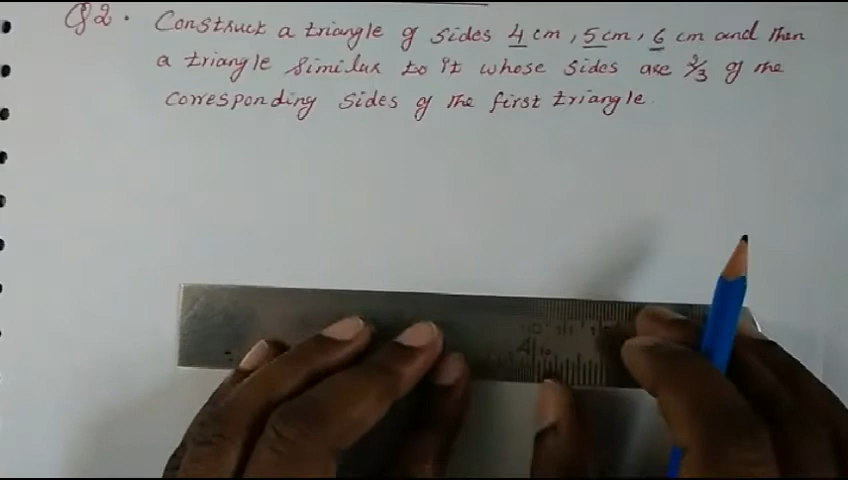 Q2. Construct a triangle of sides 4 cm, 5 cm, 6 cm and then
a triangle similar to it whose sides are 2/3 of the
corresponding sides of the first triangle.